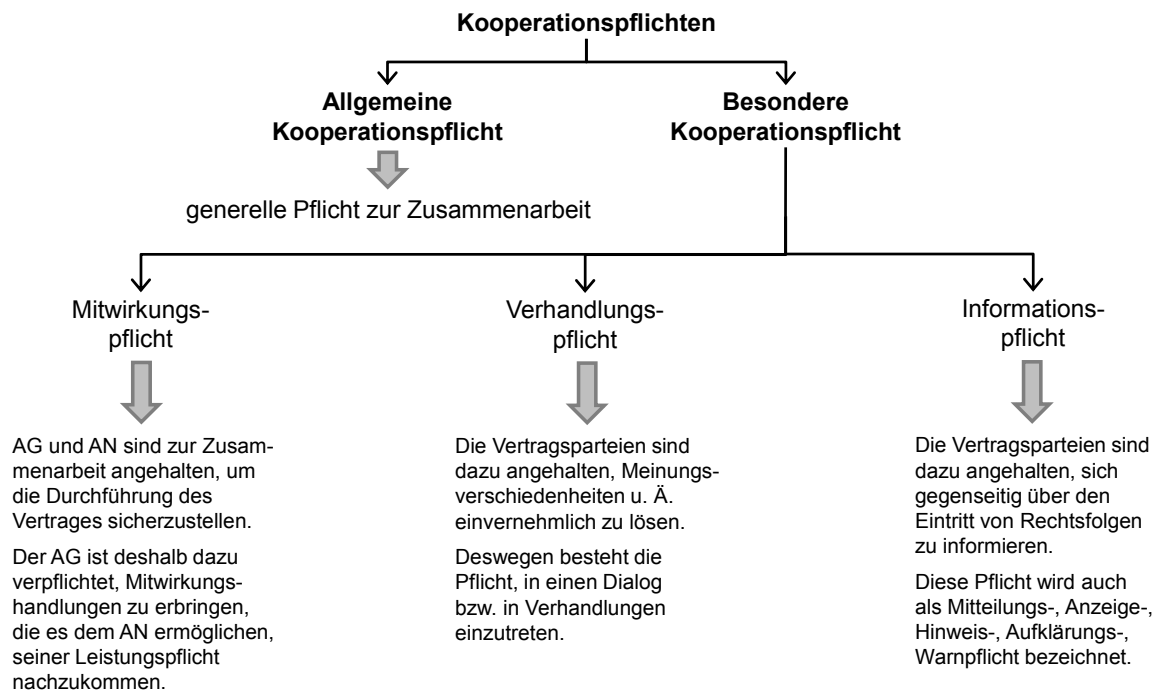 Kooperationspflichten
Allgemeine
Kooperationspflicht
Besondere
Kooperationspflicht
generelle Pflicht zur Zusammenarbeit
Mitwirkungs-
pflicht
Verhandlungs-
pflicht
Informations-
pflicht
AG und AN sind zur Zusam-
menarbeit angehalten, um
die Durchführung des
Vertrages sicherzustellen.
Der AG ist deshalb dazu
verpflichtet, Mitwirkungs-
handlungen zu erbringen,
die es dem AN ermöglichen,
seiner Leistungspflicht
nachzukommen.
Die Vertragsparteien sind
dazu angehalten, Meinungs-
verschiedenheiten u. Ä.
einvernehmlich zu lösen.
Deswegen besteht die
Pflicht, in einen Dialog
bzw. in Verhandlungen
einzutreten.
Die Vertragsparteien sind
dazu angehalten, sich
gegenseitig über den
Eintritt von Rechtsfolgen
zu informieren.
Diese Pflicht wird auch
als Mitteilungs-, Anzeige-,
Hinweis-, Aufklärungs-,
Warnpflicht bezeichnet.